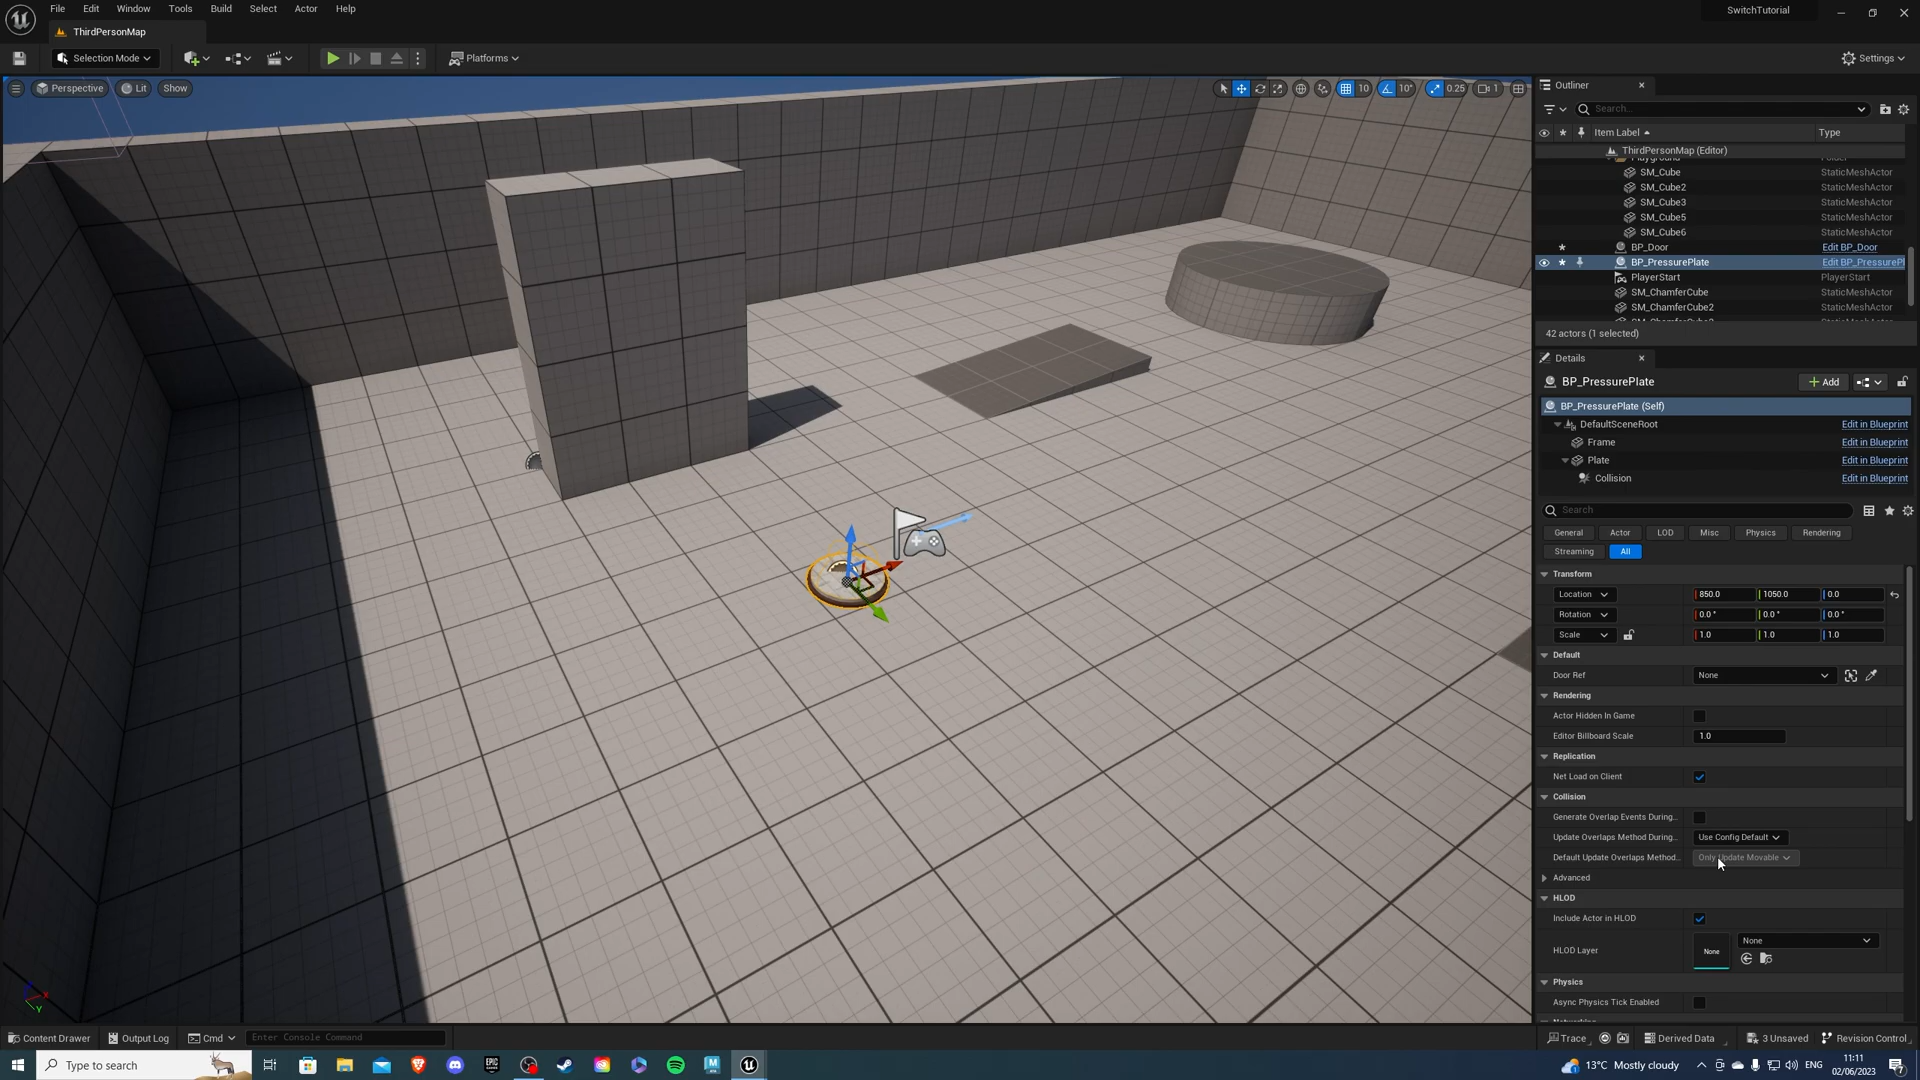 File Edit Window Tools Build Select Actor Help
SwitchTutorial
ThirdPersonMap
Selection Mode
Platforms
Settings
Perspective Lit Show
10 10° 0.25 1
Outliner
Search...
Item Label Type
ThirdPersonMap (Editor)
Playground Folder
SM_Cube StaticMeshActor
SM_Cube2 StaticMeshActor
SM_Cube3 StaticMeshActor
SM_Cube5 StaticMeshActor
SM_Cube6 StaticMeshActor
BP_Door Edit BP_Door
BP_PressurePlate Edit BP_PressurePl
PlayerStart PlayerStart
SM_ChamferCube StaticMeshActor
SM_ChamferCube2 StaticMeshActor
42 actors (1 selected)
Details
BP_PressurePlate
Add
BP_PressurePlate (Self)
DefaultSceneRoot Edit in Blueprint
Frame Edit in Blueprint
Plate Edit in Blueprint
Collision Edit in Blueprint
Search
General Actor LOD Misc Physics Rendering
Streaming All
Transform
Location 850.0 1050.0 0.0
Rotation 0.0 ° 0.0 ° 0.0 °
Scale 1.0 1.0 1.0
Default
Door Ref None
Rendering
Actor Hidden In Game
Editor Billboard Scale 1.0
Replication
Net Load on Client
Collision
Generate Overlap Events During...
Update Overlaps Method During... Use Config Default
Default Update Overlaps Method... Only Update Movable
Advanced
HLOD
Include Actor in HLOD
HLOD Layer None None
Physics
Async Physics Tick Enabled
Content Drawer Output Log Cmd Enter Console Command
Trace Derived Data 3 Unsaved Revision Control
Type to search
EPIC GAMES
M
13°C Mostly cloudy ENG
11:11
02/06/2023
7